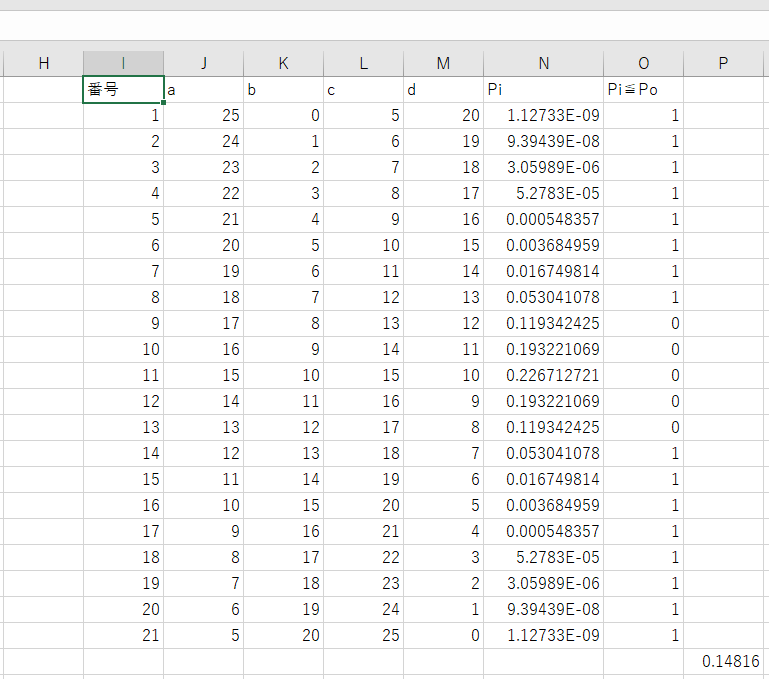 H I J K L M N O P
番号 a b c d Pi Pi≦Po
1 25 0 5 20 1.12733E-09 1
2 24 1 6 19 9.39439E-08 1
3 23 2 7 18 3.05989E-06 1
4 22 3 8 17 5.2783E-05 1
5 21 4 9 16 0.000548357 1
6 20 5 10 15 0.003684959 1
7 19 6 11 14 0.016749814 1
8 18 7 12 13 0.053041078 1
9 17 8 13 12 0.119342425 0
10 16 9 14 11 0.193221069 0
11 15 10 15 10 0.226712721 0
12 14 11 16 9 0.193221069 0
13 13 12 17 8 0.119342425 0
14 12 13 18 7 0.053041078 1
15 11 14 19 6 0.016749814 1
16 10 15 20 5 0.003684959 1
17 9 16 21 4 0.000548357 1
18 8 17 22 3 5.2783E-05 1
19 7 18 23 2 3.05989E-06 1
20 6 19 24 1 9.39439E-08 1
21 5 20 25 0 1.12733E-09 1
0.14816